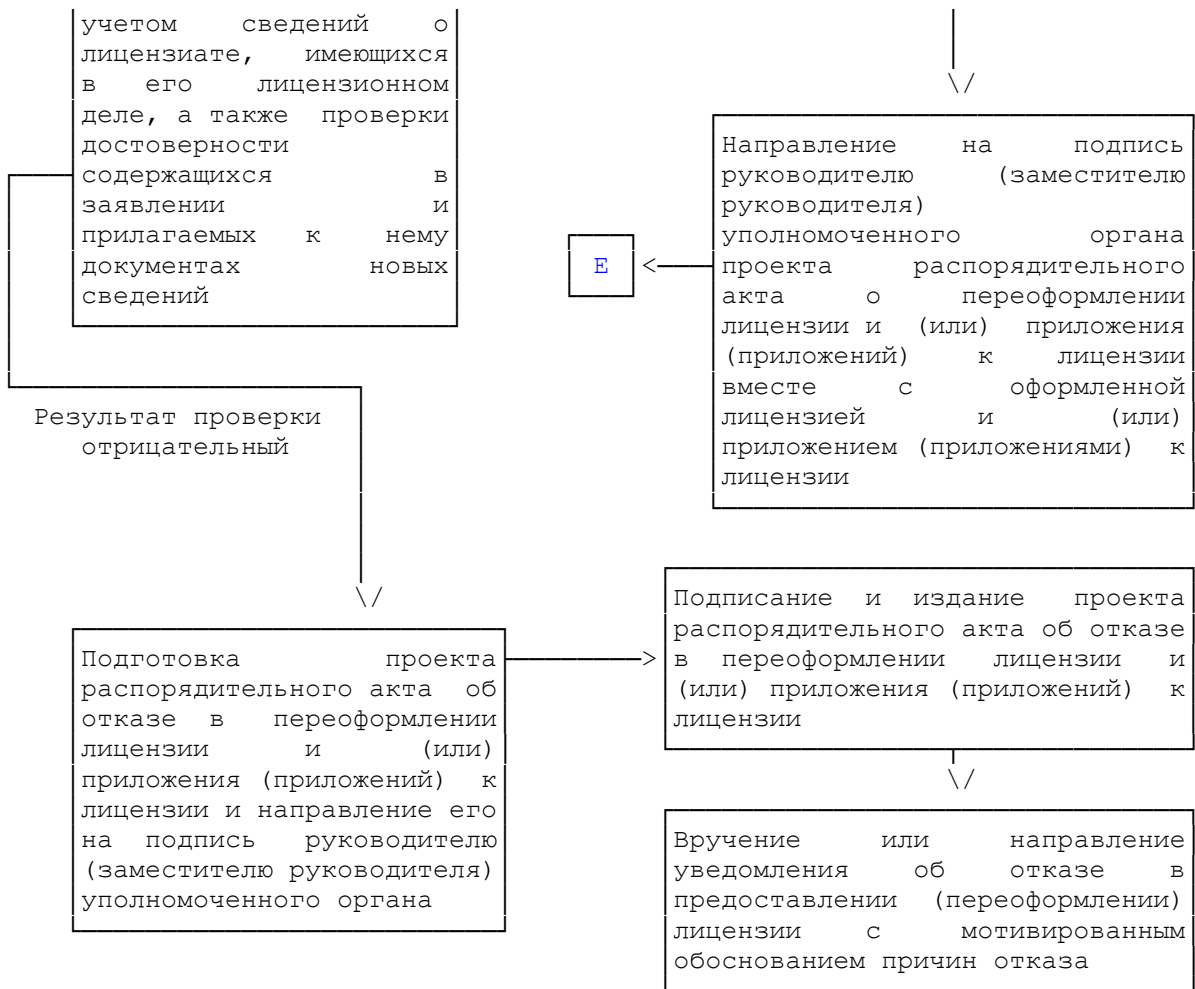 учетом сведений о
лицензиате, имеющихся
в его лицензионном
деле, а также проверки
достоверности
содержащихся в
заявлении и
прилагаемых к нему
документах новых
сведений
\/
Направление на подпись
руководителю (заместителю
руководителя)
уполномоченного органа
проекта распорядительного
акта о переоформлении
лицензии и (или) приложения
(приложений) к лицензии
вместе с оформленной
лицензией и (или)
приложением (приложениями) к
лицензии
E <
Результат проверки
отрицательный
\/
Подготовка проекта
распорядительного акта об
отказе в переоформлении
лицензии и (или)
приложения (приложений) к
лицензии и направление его
на подпись руководителю
(заместителю руководителя)
уполномоченного органа
>
Подписание и издание проекта
распорядительного акта об отказе
в переоформлении лицензии и
(или) приложения (приложений) к
лицензии
\/
Вручение или направление
уведомления об отказе в
предоставлении (переоформлении)
лицензии с мотивированным
обоснованием причин отказа